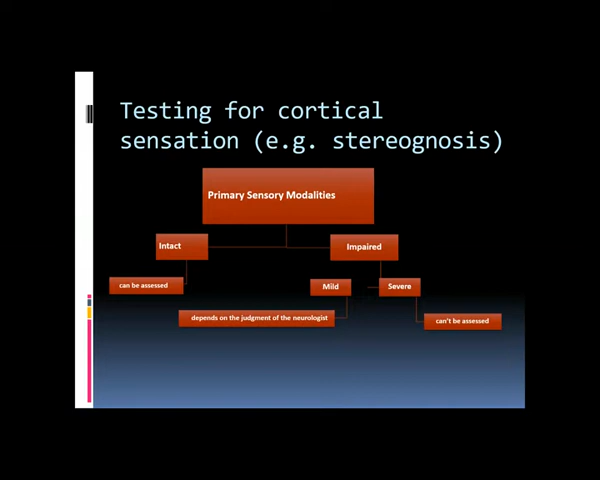 Testing for cortical
sensation (e.g. stereognosis)
Primary Sensory Modalities
Intact
Impaired
can be assessed
Mild
Severe
depends on the judgment of the neurologist
can't be assessed